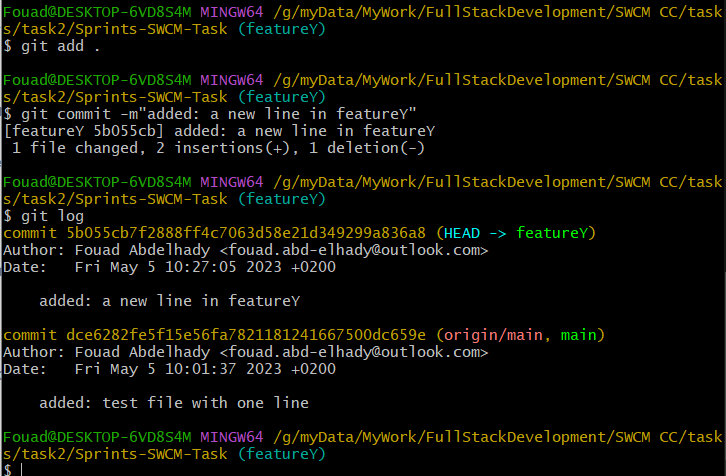 Fouad@DESKTOP-6VD8S4M MINGW64 /g/myData/MyWork/FullStackDevelopment/SWCM CC/task
s/task2/Sprints-SWCM-Task (featureY)
$ git add .

Fouad@DESKTOP-6VD8S4M MINGW64 /g/myData/MyWork/FullStackDevelopment/SWCM CC/task
s/task2/Sprints-SWCM-Task (featureY)
$ git commit -m"added: a new line in featureY"
[featureY 5b055cb] added: a new line in featureY
 1 file changed, 2 insertions(+), 1 deletion(-)

Fouad@DESKTOP-6VD8S4M MINGW64 /g/myData/MyWork/FullStackDevelopment/SWCM CC/task
s/task2/Sprints-SWCM-Task (featureY)
$ git log
commit 5b055cb7f2888ff4c7063d58e21d349299a836a8 (HEAD -> featureY)
Author: Fouad Abdelhady <fouad.abd-elhady@outlook.com>
Date:   Fri May 5 10:27:05 2023 +0200

    added: a new line in featureY

commit dce6282fe5f15e56fa7821181241667500dc659e (origin/main, main)
Author: Fouad Abdelhady <fouad.abd-elhady@outlook.com>
Date:   Fri May 5 10:01:37 2023 +0200

    added: test file with one line

Fouad@DESKTOP-6VD8S4M MINGW64 /g/myData/MyWork/FullStackDevelopment/SWCM CC/task
s/task2/Sprints-SWCM-Task (featureY)
$